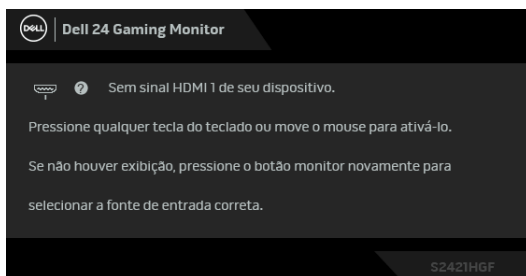 DELL
Dell 24 Gaming Monitor
Sem sinal HDMI 1 de seu dispositivo.
Pressione qualquer tecla do teclado ou move o mouse para ativá-lo.
Se não houver exibição, pressione o botão monitor novamente para
selecionar a fonte de entrada correta.
S2421HGF